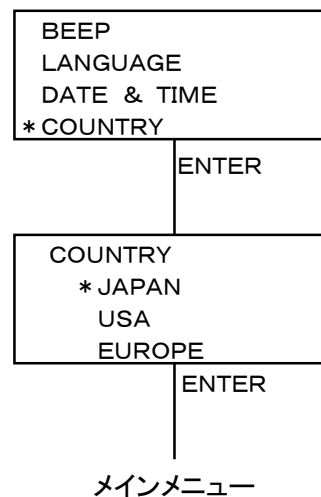 BEEP
LANGUAGE
DATE & TIME
*COUNTRY
ENTER
COUNTRY
*JAPAN
USA
EUROPE
ENTER
メインメニュー